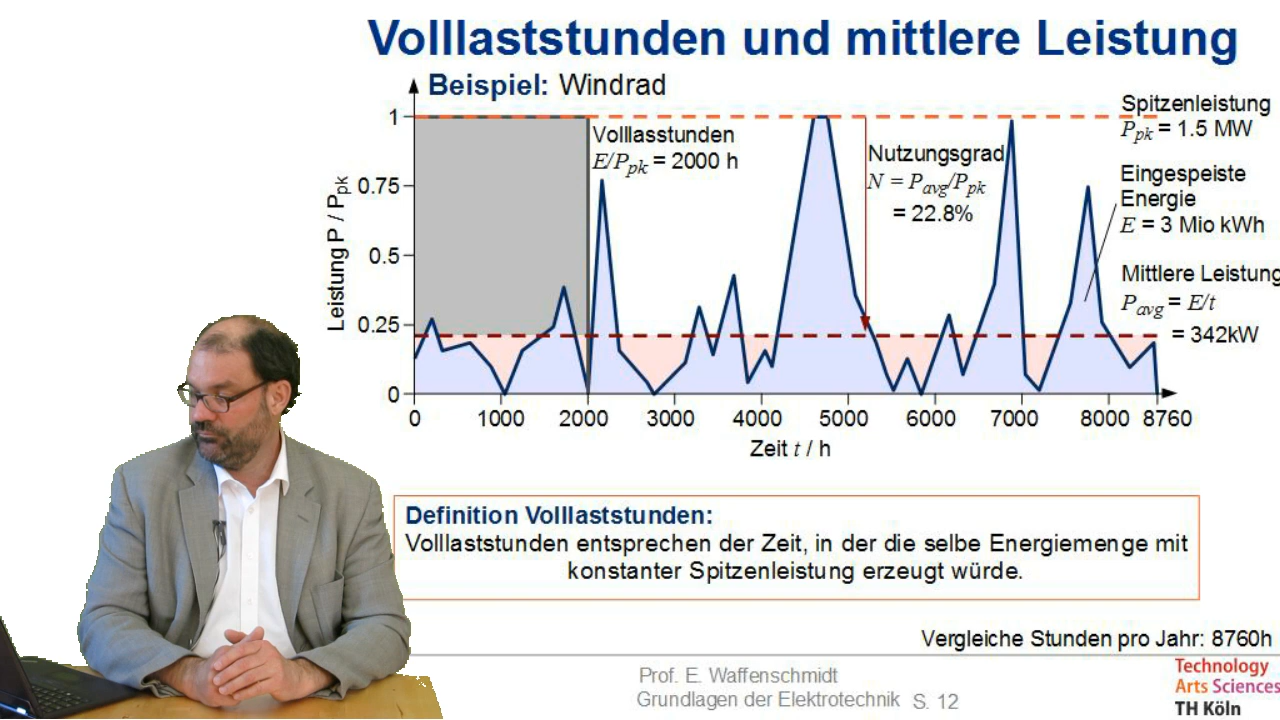 Volllaststunden und mittlere Leistung
Beispiel: Windrad
Leistung P / Ppk
1
0.75
0.5
0.25
0
Volllasstunden
E/Ppk = 2000 h
Nutzungsgrad
N = Pavg/Ppk
= 22.8%
Spitzenleistung
Ppk = 1.5 MW
Eingespeiste
Energie
E = 3 Mio kWh
Mittlere Leistung
Pavg = E/t
= 342kW
0 1000 2000 3000 4000 5000 6000 7000 8000 8760
Zeit t / h
Definition Volllaststunden:
Volllaststunden entsprechen der Zeit, in der die selbe Energiemenge mit
konstanter Spitzenleistung erzeugt würde.
Vergleiche Stunden pro Jahr: 8760h
Prof. E. Waffenschmidt
Grundlagen der Elektrotechnik S. 12
Technology
Arts Sciences
TH Köln